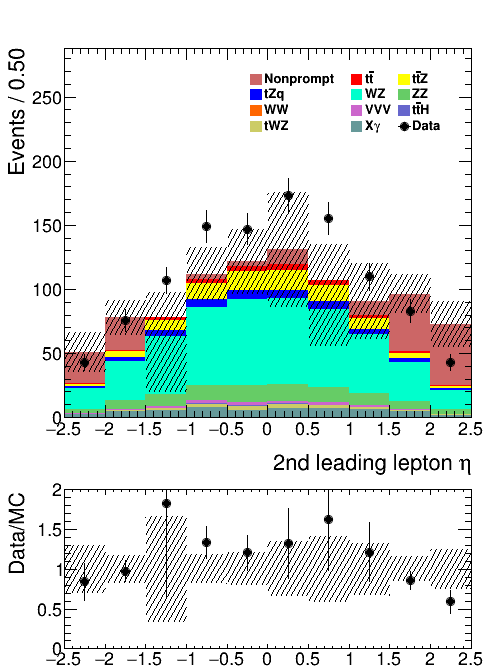 Events / 0.50
250
200
150
100
50
0
Nonprompt tt̄ tt̄Z
tZq WZ ZZ
WW VVV tt̄H
tWZ Xγ Data
−2.5 −2 −1.5 −1 −0.5 0 0.5 1 1.5 2 2.5
2nd leading lepton η
Data/MC
2
1.5
1
0.5
0
−2.5 −2 −1.5 −1 −0.5 0 0.5 1 1.5 2 2.5